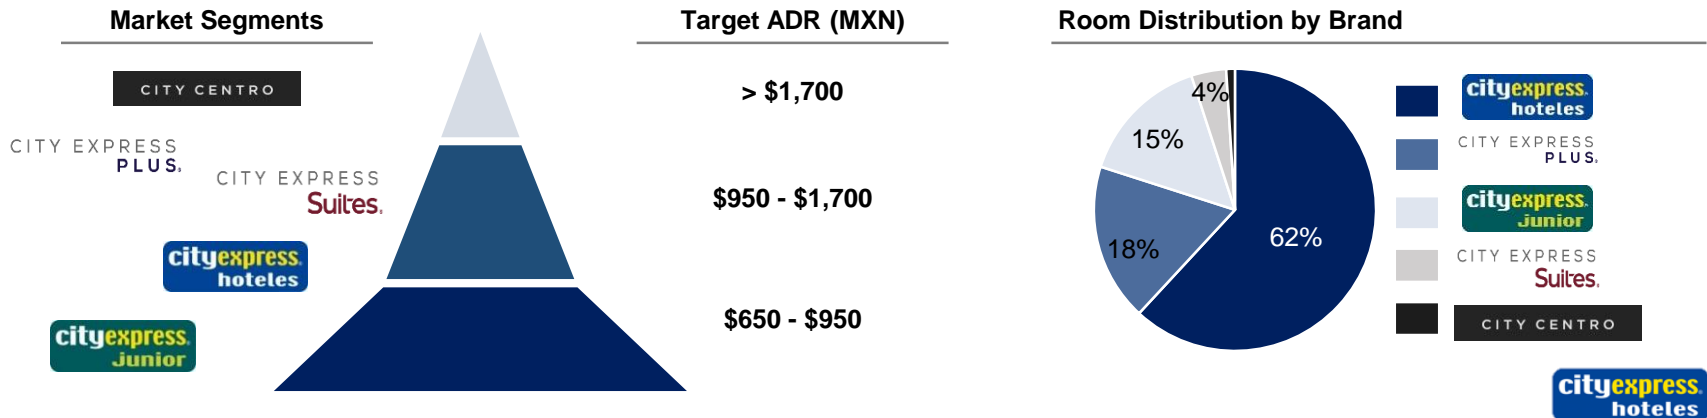 Market Segments
CITY CENTRO
CITY EXPRESS
PLUS.
CITY EXPRESS
Suites.
cityexpress.
hoteles
cityexpress.
junior
Target ADR (MXN)
> $1,700
$950 - $1,700
$650 - $950
Room Distribution by Brand
4%
15%
18%
62%
cityexpress.
hoteles
CITY EXPRESS
PLUS.
cityexpress.
junior
CITY EXPRESS
Suites.
CITY CENTRO
cityexpress.
hoteles